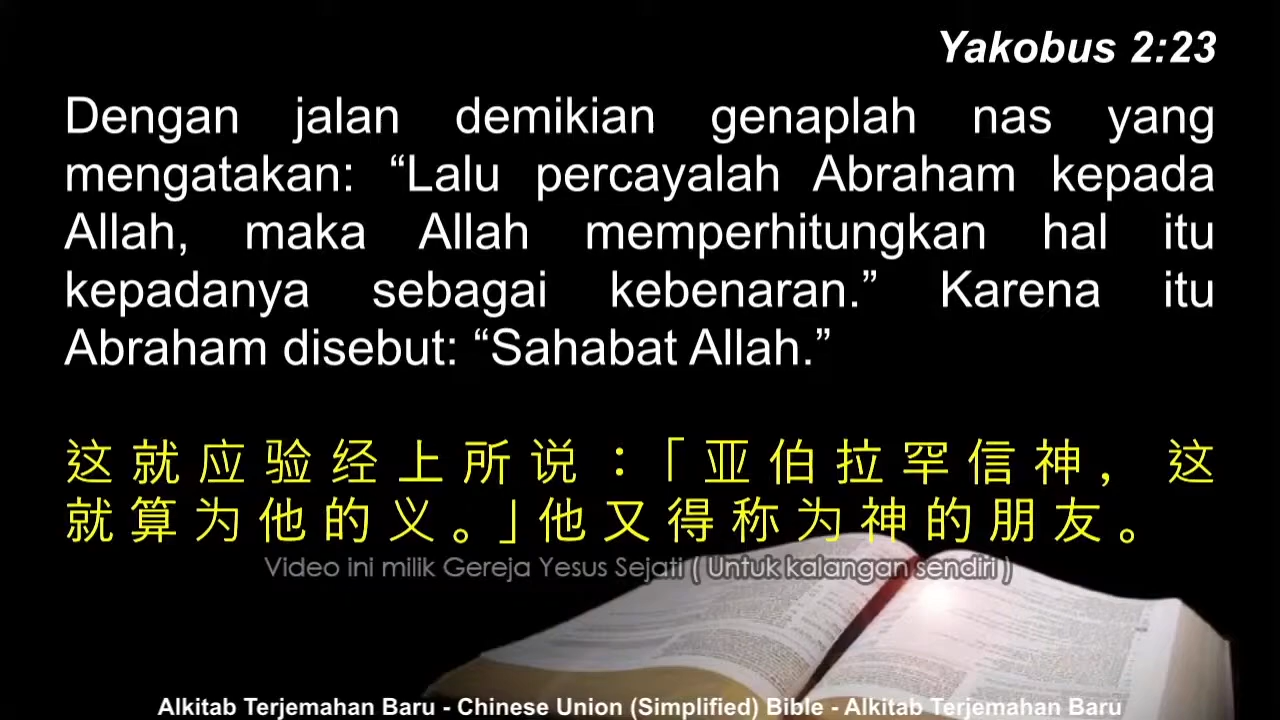 Yakobus 2:23
Dengan jalan demikian genaplah nas yang
mengatakan: “Lalu percayalah Abraham kepada
Allah, maka Allah memperhitungkan hal itu
kepadanya sebagai kebenaran.” Karena itu
Abraham disebut: “Sahabat Allah.”
这 就 应 验 经 上 所 说 ：「 亚 伯 拉 罕 信 神 ， 这
就 算 为 他 的 义 。」他 又 得 称 为 神 的 朋 友 。
Video ini milik Gereja Yesus Sejati ( Untuk kalangan sendiri )
Alkitab Terjemahan Baru - Chinese Union (Simplified) Bible - Alkitab Terjemahan Baru